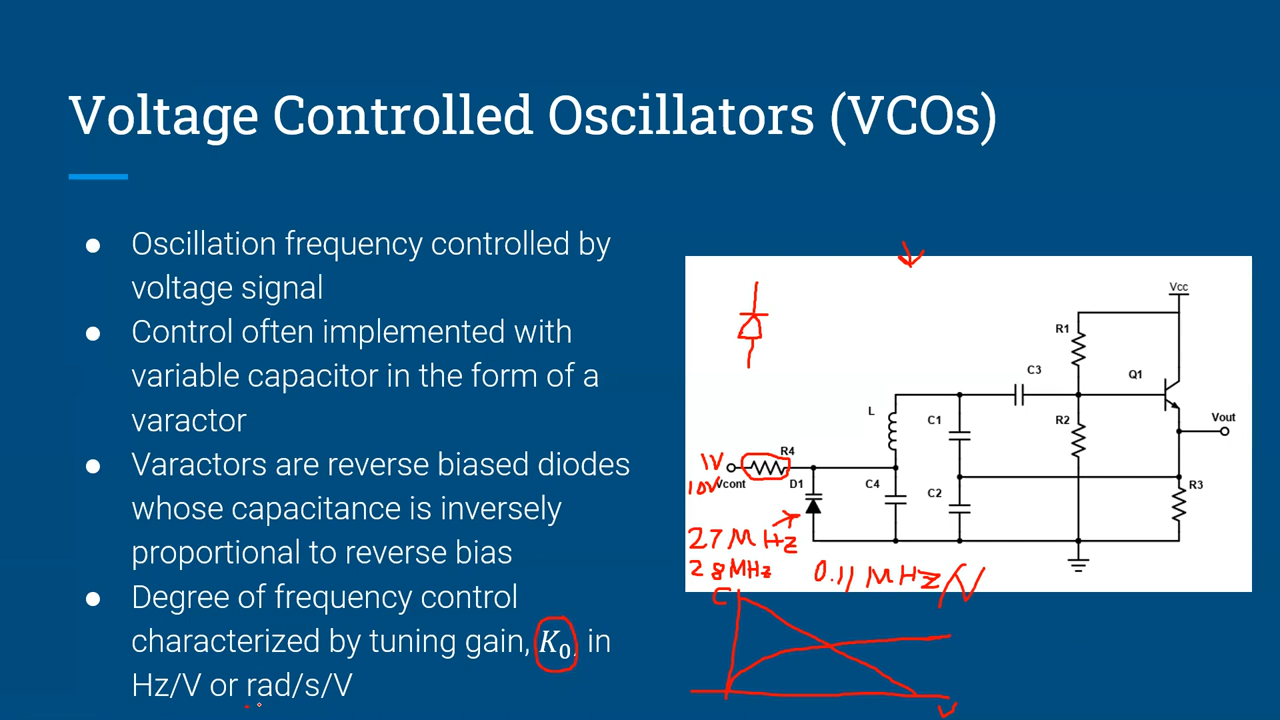 Voltage Controlled Oscillators (VCOs)
● Oscillation frequency controlled by
voltage signal
● Control often implemented with
variable capacitor in the form of a
varactor
● Varactors are reverse biased diodes
whose capacitance is inversely
proportional to reverse bias
● Degree of frequency control
characterized by tuning gain, K₀, in
Hz/V or rad/s/V
Vcc
R1
C3
Q1
L
C1
R2
Vout
R4
1V
10V
Vcont
D1
C4
C2
R3
27 MHz
28 MHz
0.11 MHz/V
C
V